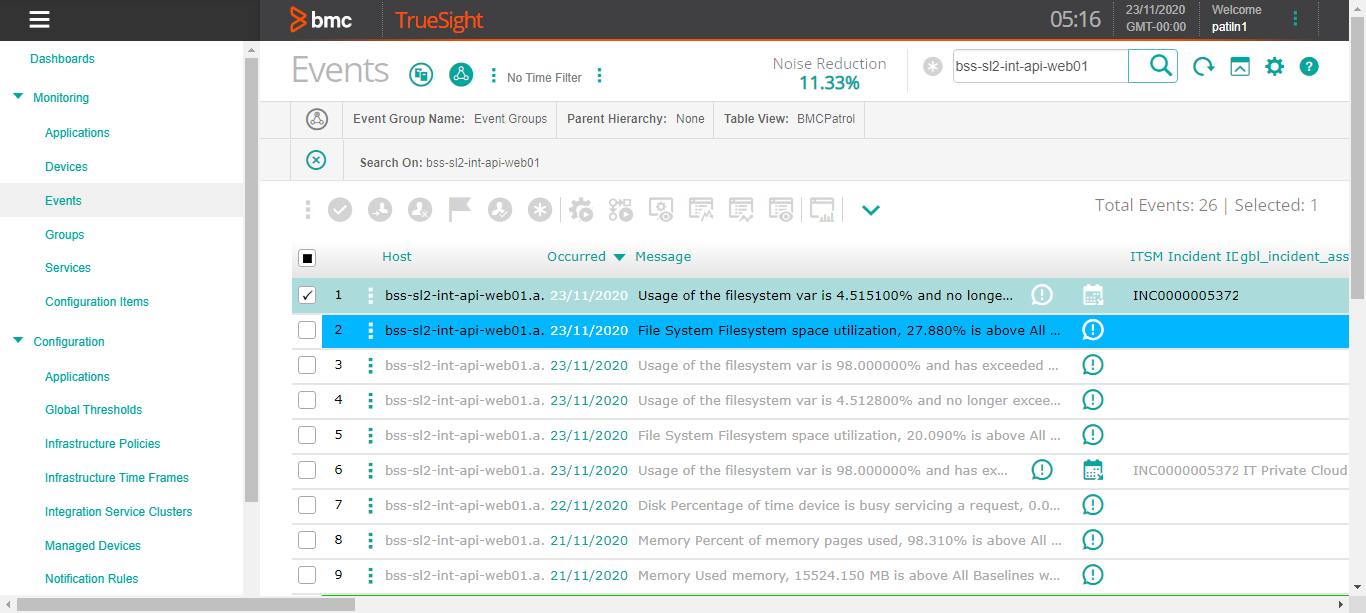 bmc TrueSight 05:16 23/11/2020 GMT-00:00 Welcome patiln1
Dashboards
Monitoring
Applications
Devices
Events
Groups
Services
Configuration Items
Configuration
Applications
Global Thresholds
Infrastructure Policies
Infrastructure Time Frames
Integration Service Clusters
Managed Devices
Notification Rules
Events No Time Filter Noise Reduction 11.33% bss-sl2-int-api-web01
Event Group Name: Event Groups Parent Hierarchy: None Table View: BMCPatrol
Search On: bss-sl2-int-api-web01
Total Events: 26 | Selected: 1
Host Occurred Message ITSM Incident ID gbl_incident_ass
1 bss-sl2-int-api-web01.a. 23/11/2020 Usage of the filesystem var is 4.515100% and no longe... INC0000005372
2 bss-sl2-int-api-web01.a. 23/11/2020 File System Filesystem space utilization, 27.880% is above All ...
3 bss-sl2-int-api-web01.a. 23/11/2020 Usage of the filesystem var is 98.000000% and has exceeded ...
4 bss-sl2-int-api-web01.a. 23/11/2020 Usage of the filesystem var is 4.512800% and no longer excee...
5 bss-sl2-int-api-web01.a. 23/11/2020 File System Filesystem space utilization, 20.090% is above All ...
6 bss-sl2-int-api-web01.a. 23/11/2020 Usage of the filesystem var is 98.000000% and has ex... INC0000005372 IT Private Cloud
7 bss-sl2-int-api-web01.a. 22/11/2020 Disk Percentage of time device is busy servicing a request, 0.0...
8 bss-sl2-int-api-web01.a. 21/11/2020 Memory Percent of memory pages used, 98.310% is above All ...
9 bss-sl2-int-api-web01.a. 21/11/2020 Memory Used memory, 15524.150 MB is above All Baselines w...